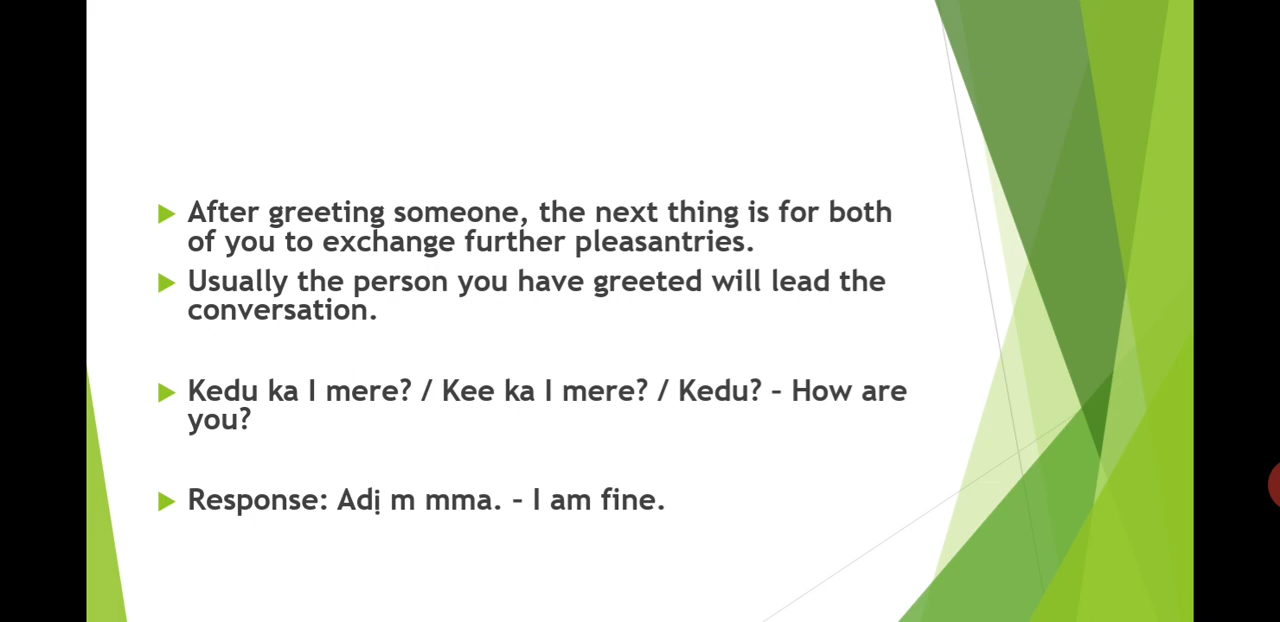 After greeting someone, the next thing is for both
of you to exchange further pleasantries.
Usually the person you have greeted will lead the
conversation.
Kedu ka I mere? / Kee ka I mere? / Kedu? – How are
you?
Response: Adị m mma. – I am fine.